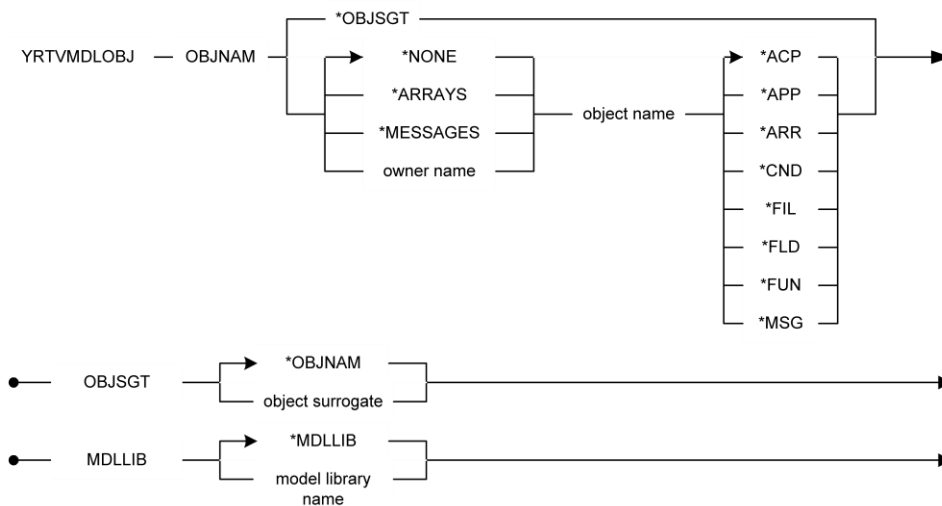 *OBJSGT
YRTVMDLOBJ OBJNAM *NONE *ACP
*ARRAYS *APP
*MESSAGES object name *ARR
owner name *CND
*FIL
*FLD
*FUN
*MSG
OBJSGT *OBJNAM
object surrogate
MDLLIB *MDLLIB
model library
name